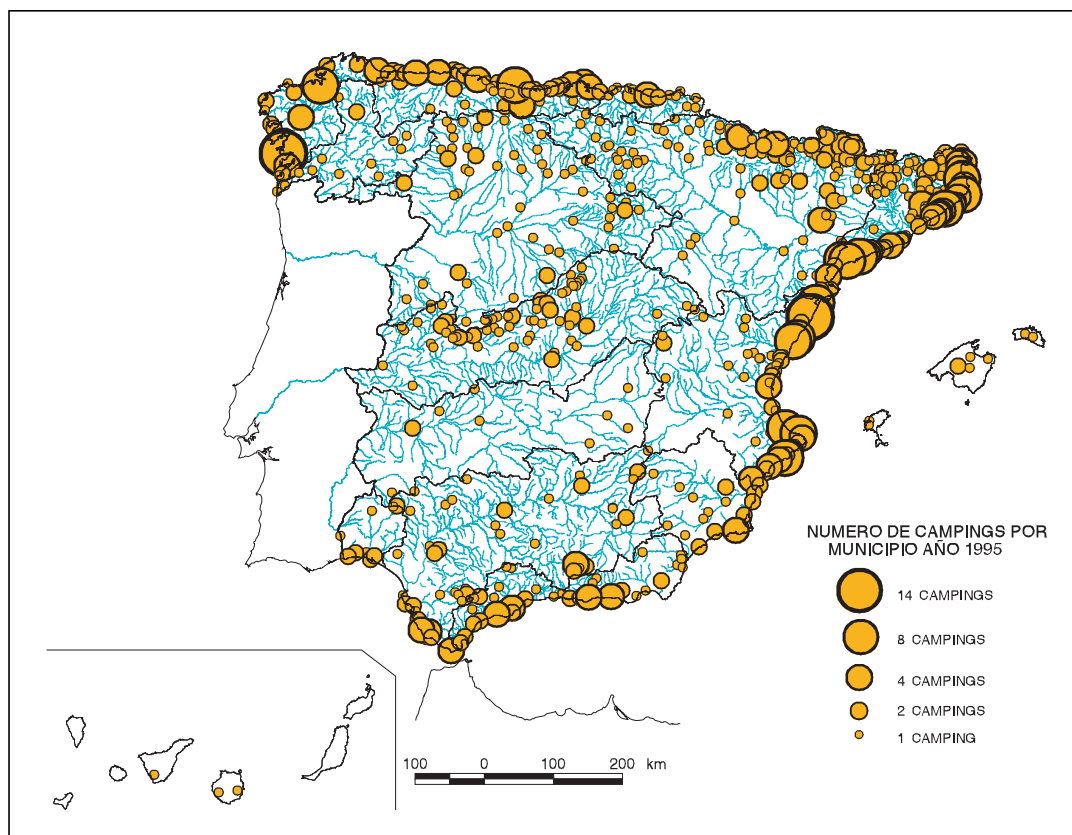 NUMERO DE CAMPINGS POR
MUNICIPIO AÑO 1995
14 CAMPINGS
8 CAMPINGS
4 CAMPINGS
2 CAMPINGS
1 CAMPING
100 0 100 200 km